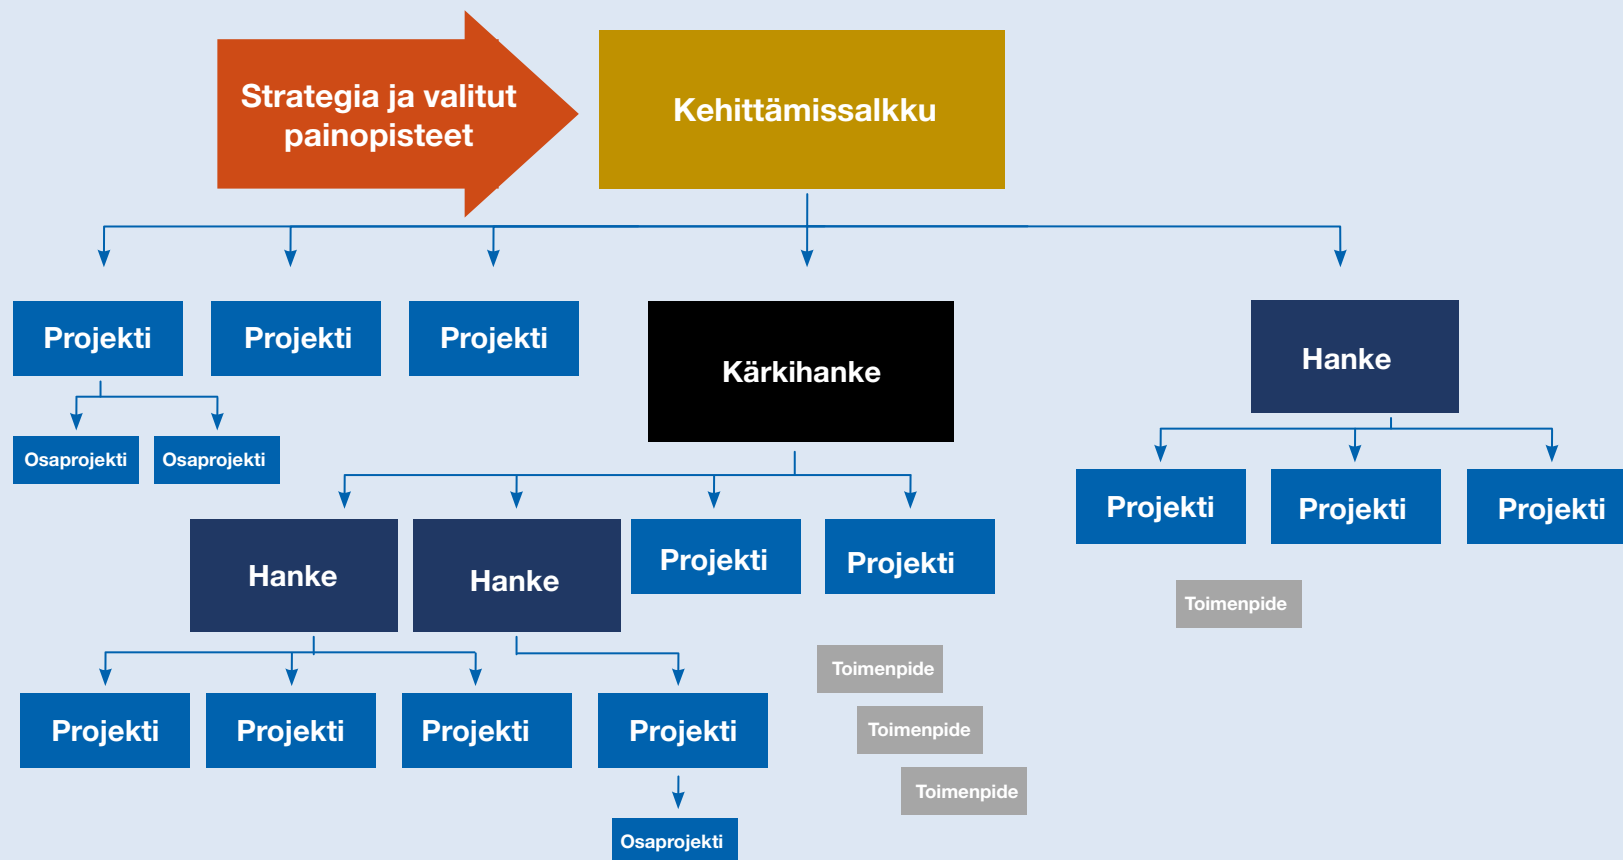 Strategia ja valitut
painopisteet
Kehittämissalkku
Projekti
Projekti
Projekti
Kärkihanke
Hanke
Osaprojekti
Osaprojekti
Projekti
Projekti
Projekti
Hanke
Hanke
Projekti
Projekti
Toimenpide
Toimenpide
Projekti
Projekti
Projekti
Projekti
Toimenpide
Toimenpide
Osaprojekti